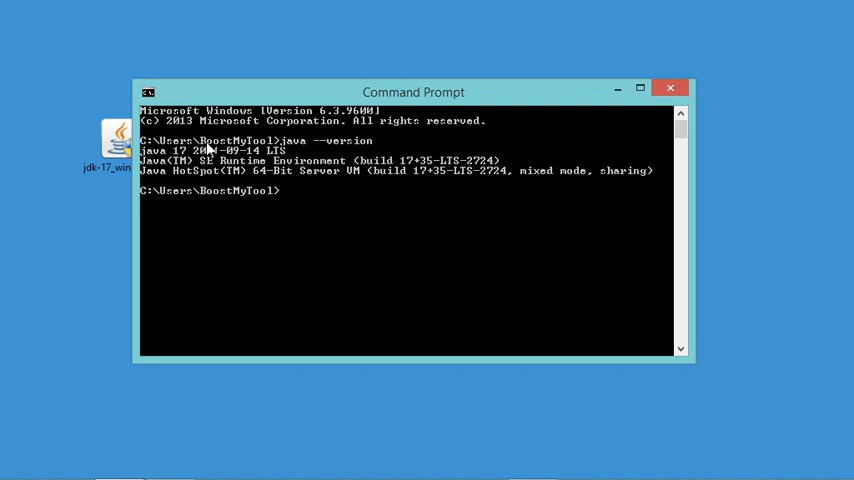 Command Prompt
Microsoft Windows [Version 6.3.9600]
(c) 2013 Microsoft Corporation. All rights reserved.
C:\Users\BoostMyTool>java --version
java 17 2021-09-14 LTS
Java(TM) SE Runtime Environment (build 17+35-LTS-2724)
Java HotSpot(TM) 64-Bit Server VM (build 17+35-LTS-2724, mixed mode, sharing)
C:\Users\BoostMyTool>
jdk-17_win